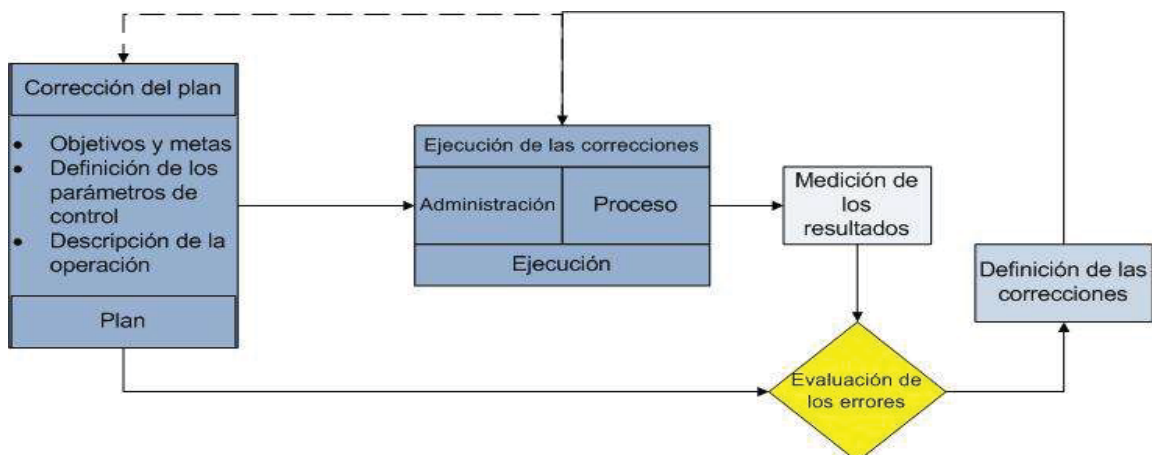 Corrección del plan
• Objetivos y metas
• Definición de los
parámetros de
control
• Descripción de la
operación
Plan
Ejecución de las correcciones
Administración
Proceso
Ejecución
Medición de
los
resultados
Evaluación de
los errores
Definición de las
correcciones